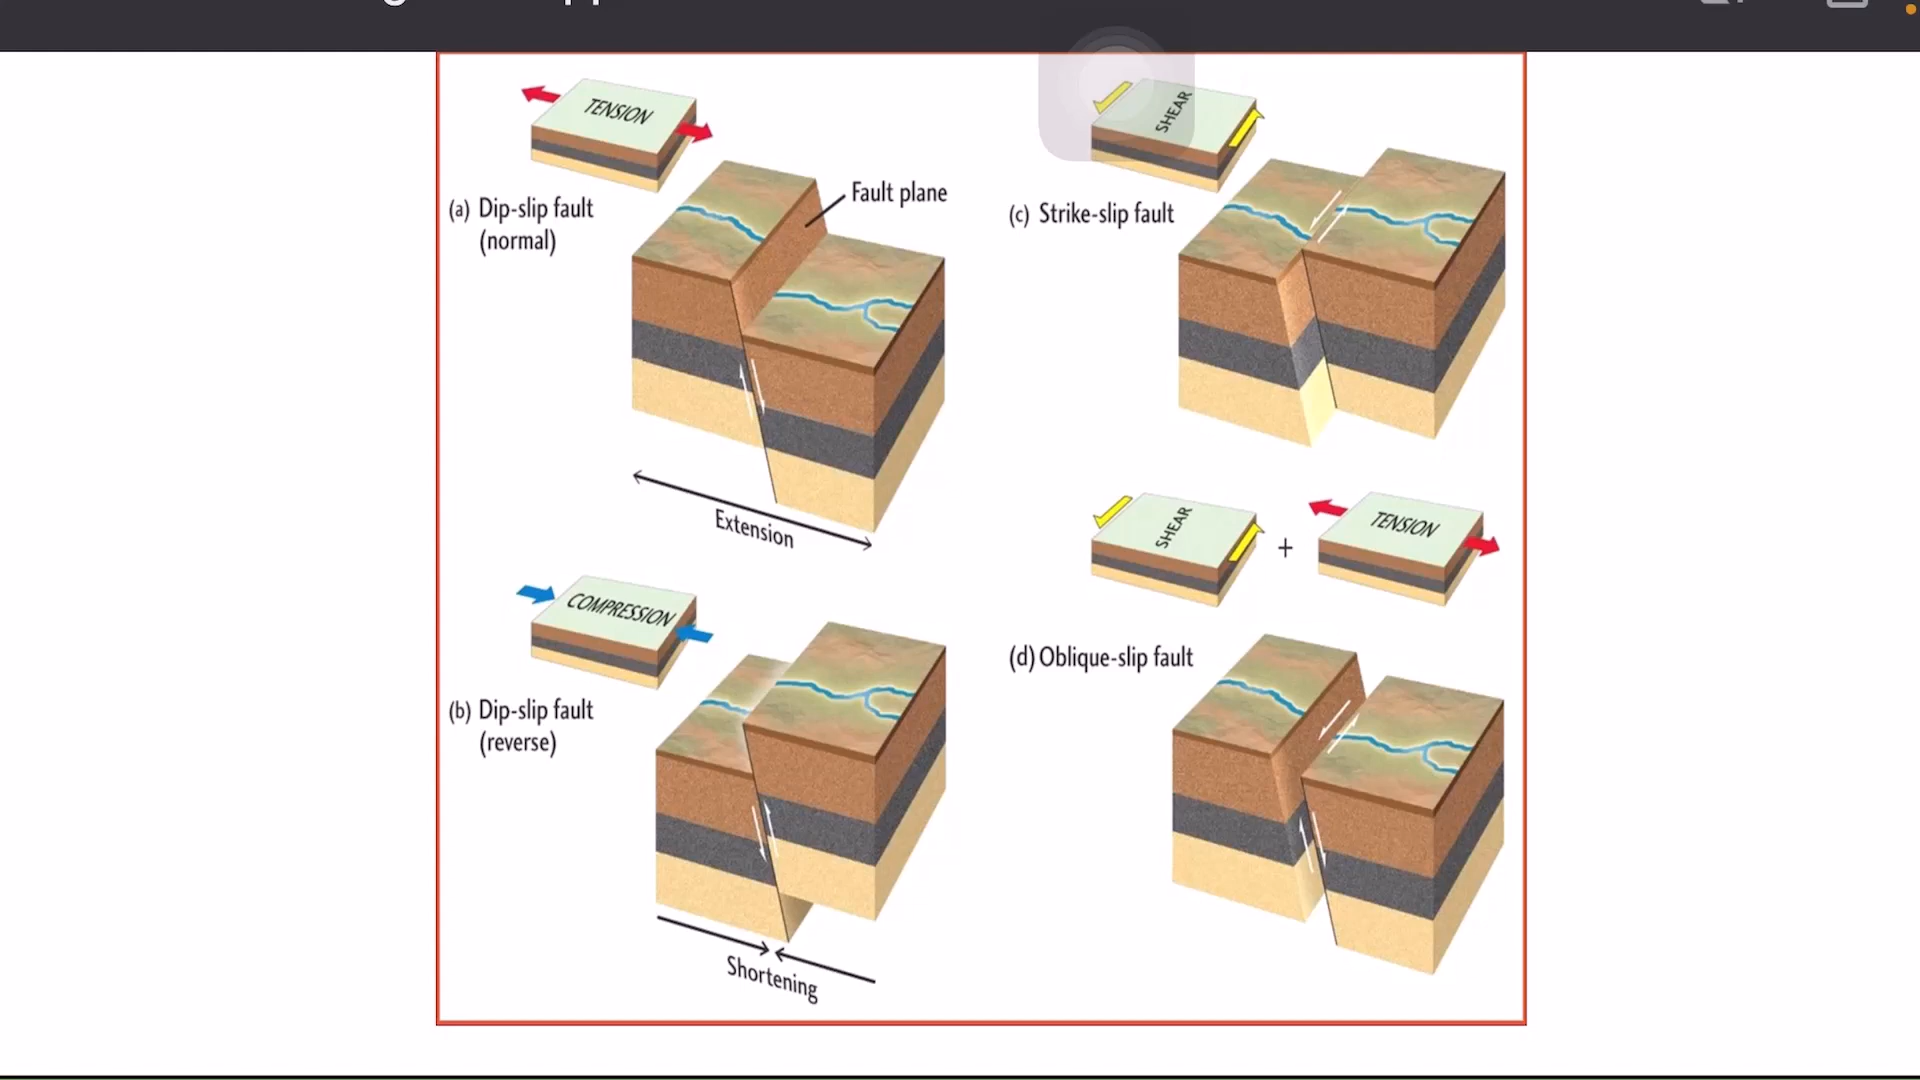 TENSION
(a) Dip-slip fault
(normal)
Fault plane
Extension
COMPRESSION
(b) Dip-slip fault
(reverse)
Shortening
SHEAR
(c) Strike-slip fault
SHEAR
+
TENSION
(d) Oblique-slip fault